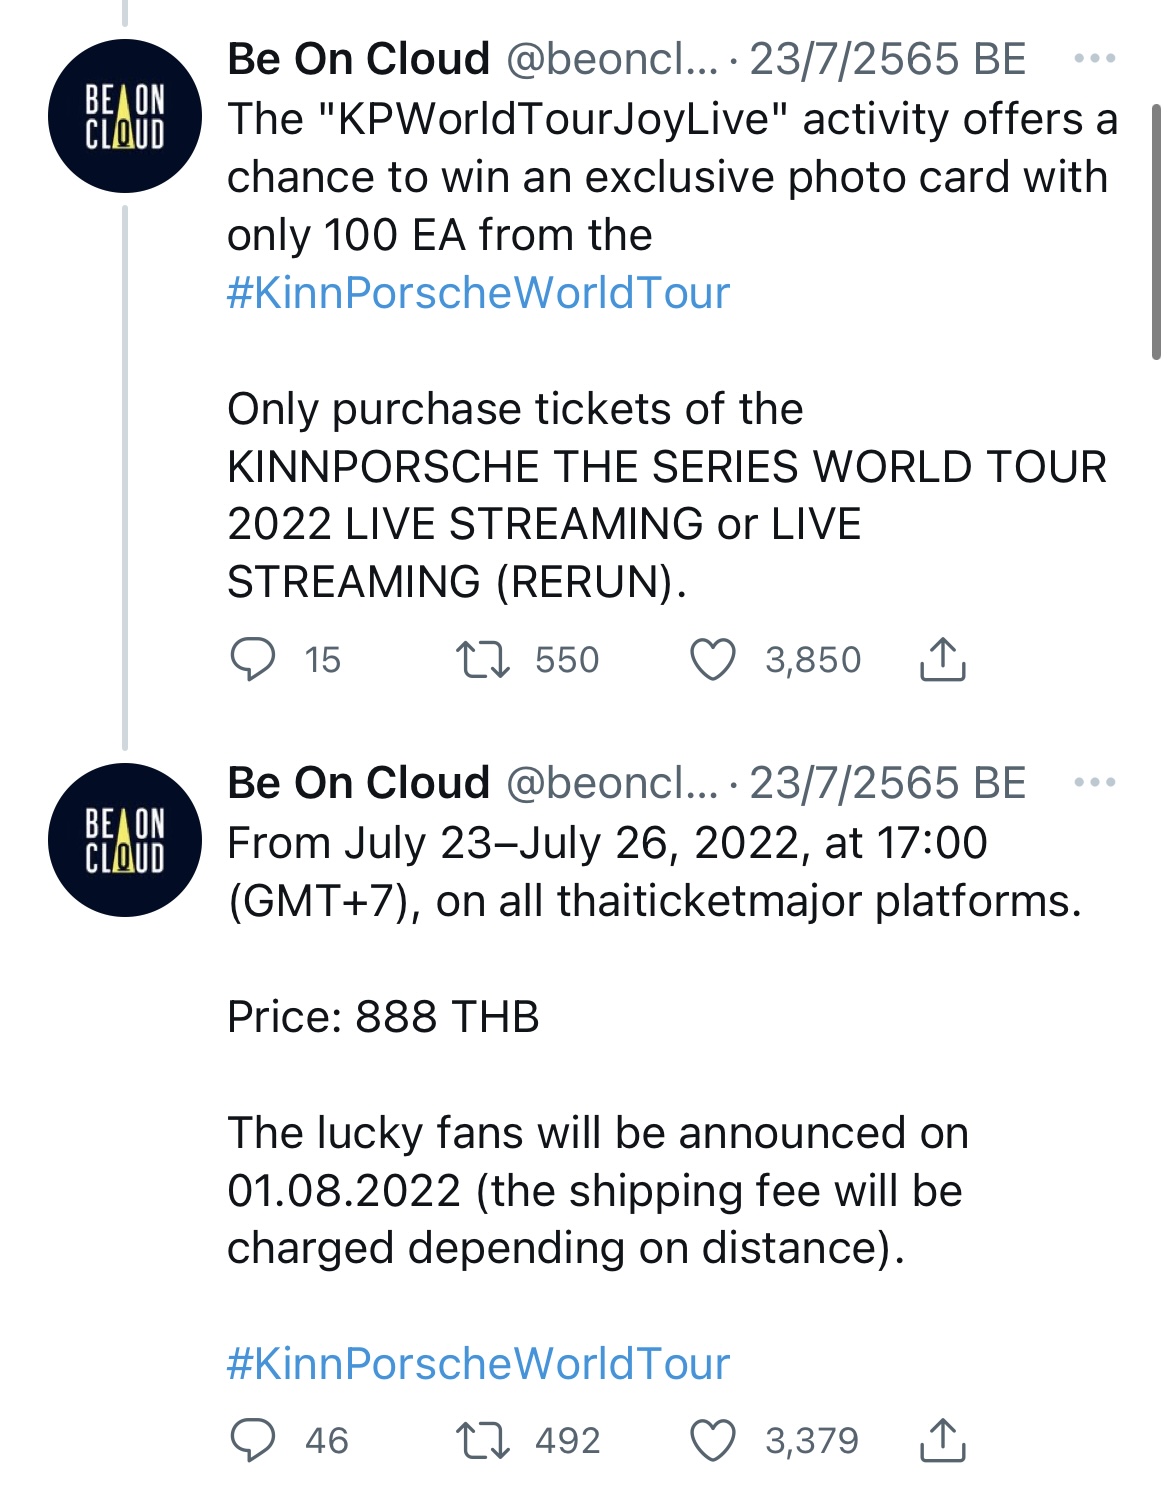 BE ON
CLOUD
Be On Cloud @beoncl... · 23/7/2565 BE
The "KPWorldTourJoyLive" activity offers a
chance to win an exclusive photo card with
only 100 EA from the
#KinnPorscheWorldTour
Only purchase tickets of the
KINNPORSCHE THE SERIES WORLD TOUR
2022 LIVE STREAMING or LIVE
STREAMING (RERUN).
15 550 3,850
BE ON
CLOUD
Be On Cloud @beoncl... · 23/7/2565 BE
From July 23–July 26, 2022, at 17:00
(GMT+7), on all thaiticketmajor platforms.
Price: 888 THB
The lucky fans will be announced on
01.08.2022 (the shipping fee will be
charged depending on distance).
#KinnPorscheWorldTour
46 492 3,379